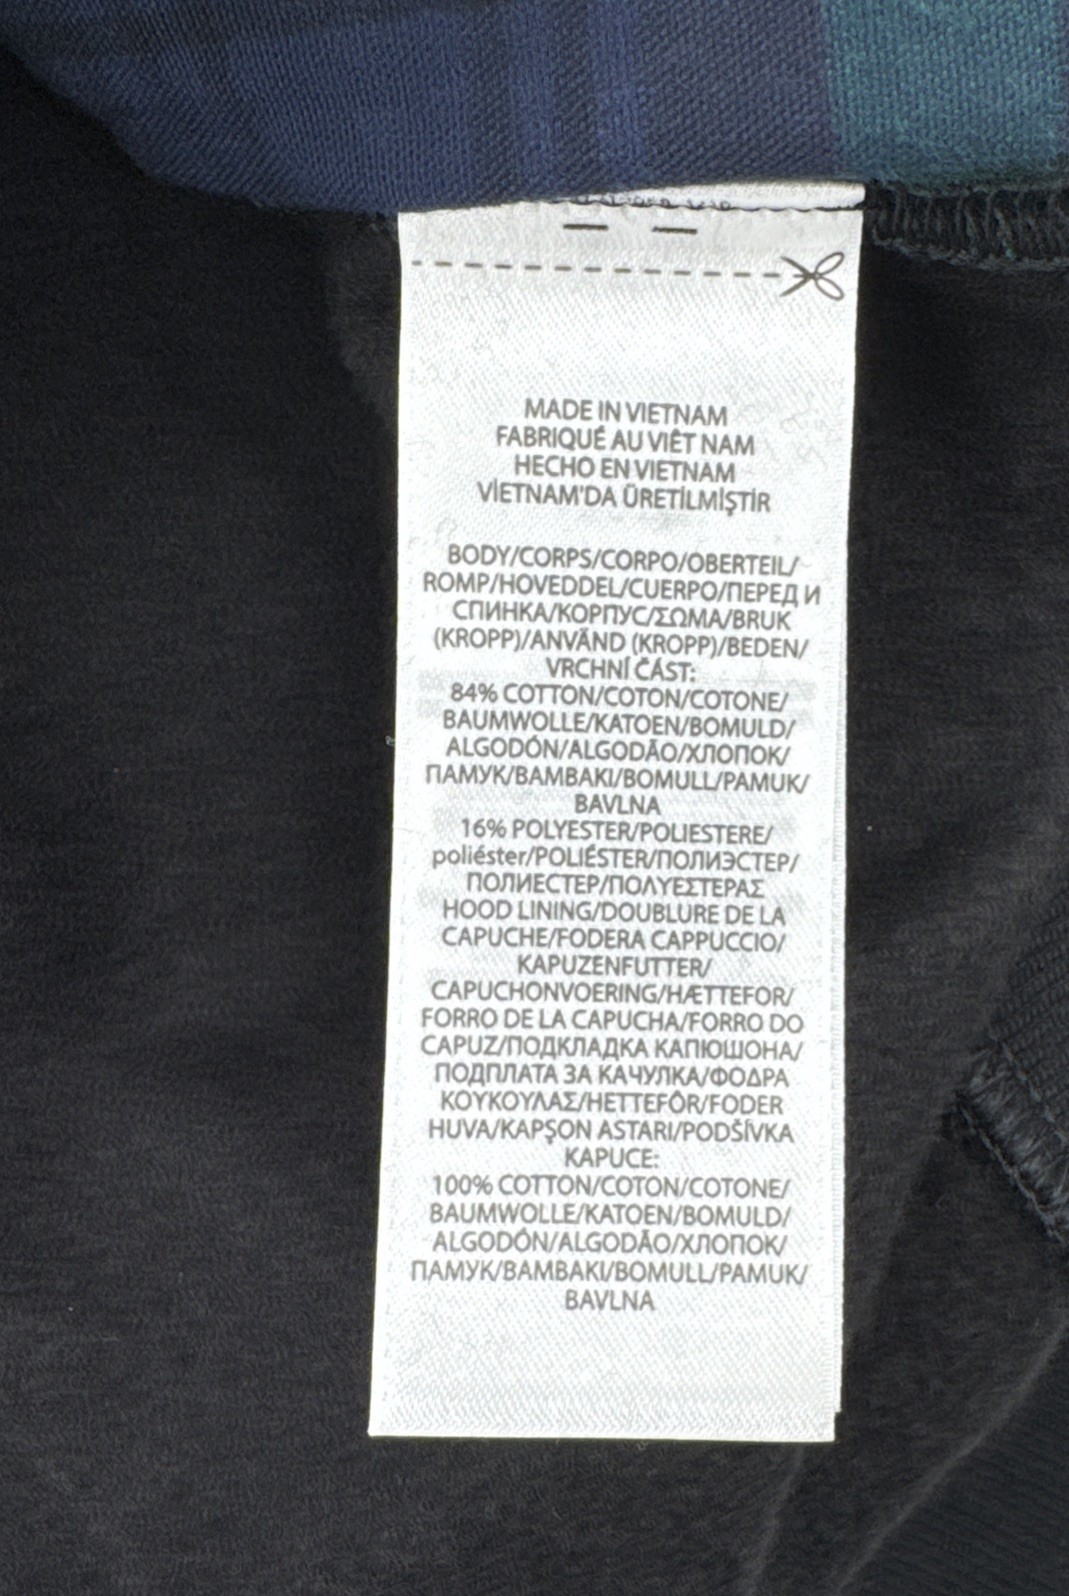 MADE IN VIETNAM
FABRIQUÉ AU VIÊT NAM
HECHO EN VIETNAM
VİETNAM'DA ÜRETİLMİŞTİR
BODY/CORPS/CORPO/OBERTEIL/
ROMP/HOVEDDEL/CUERPO/ПЕРЕД И
СПИНКА/КОРПУС/ΣΩΜΑ/BRUK
(KROPP)/ANVÄND (KROPP)/BEDEN/
VRCHNÍ ČÁST:
84% COTTON/COTON/COTONE/
BAUMWOLLE/KATOEN/BOMULD/
ALGODÓN/ALGODÃO/ХЛОПОК/
ПАМУК/ΒΑΜΒΑΚΙ/BOMULL/PAMUK/
BAVLNA
16% POLYESTER/POLIESTERE/
poliéster/POLIÉSTER/ПОЛИЭСТЕР/
ПОЛИЕСТЕР/ΠΟΛΥΕΣΤΕΡΑΣ
HOOD LINING/DOUBLURE DE LA
CAPUCHE/FODERA CAPPUCCIO/
KAPUZENFUTTER/
CAPUCHONVOERING/HÆTTEFOR/
FORRO DE LA CAPUCHA/FORRO DO
CAPUZ/ПОДКЛАДКА КАПЮШОНА/
ПОДПЛАТА ЗА КАЧУЛКА/ΦΟΔΡΑ
ΚΟΥΚΟΥΛΑΣ/HETTEFÔR/FODER
HUVA/KAPŞON ASTARI/PODŠÍVKA
KAPUCE:
100% COTTON/COTON/COTONE/
BAUMWOLLE/KATOEN/BOMULD/
ALGODÓN/ALGODÃO/ХЛОПОК/
ПАМУК/ΒΑΜΒΑΚΙ/BOMULL/PAMUK/
BAVLNA